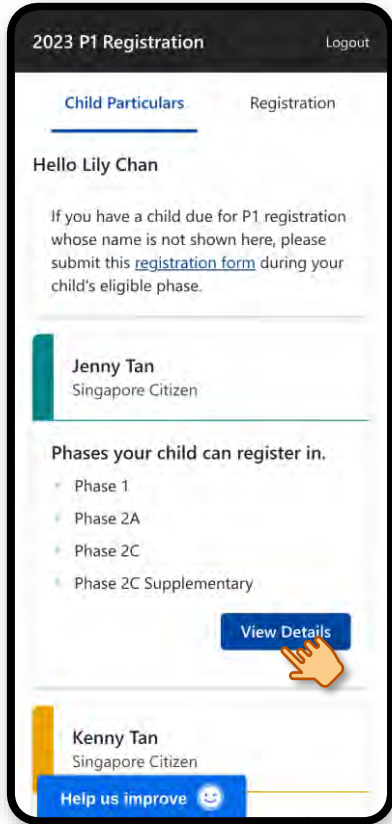 2023 P1 Registration Logout
Child Particulars Registration
Hello Lily Chan
If you have a child due for P1 registration
whose name is not shown here, please
submit this registration form during your
child's eligible phase.
Jenny Tan
Singapore Citizen
Phases your child can register in.
Phase 1
Phase 2A
Phase 2C
Phase 2C Supplementary
View Details
Kenny Tan
Singapore Citizen
Help us improve